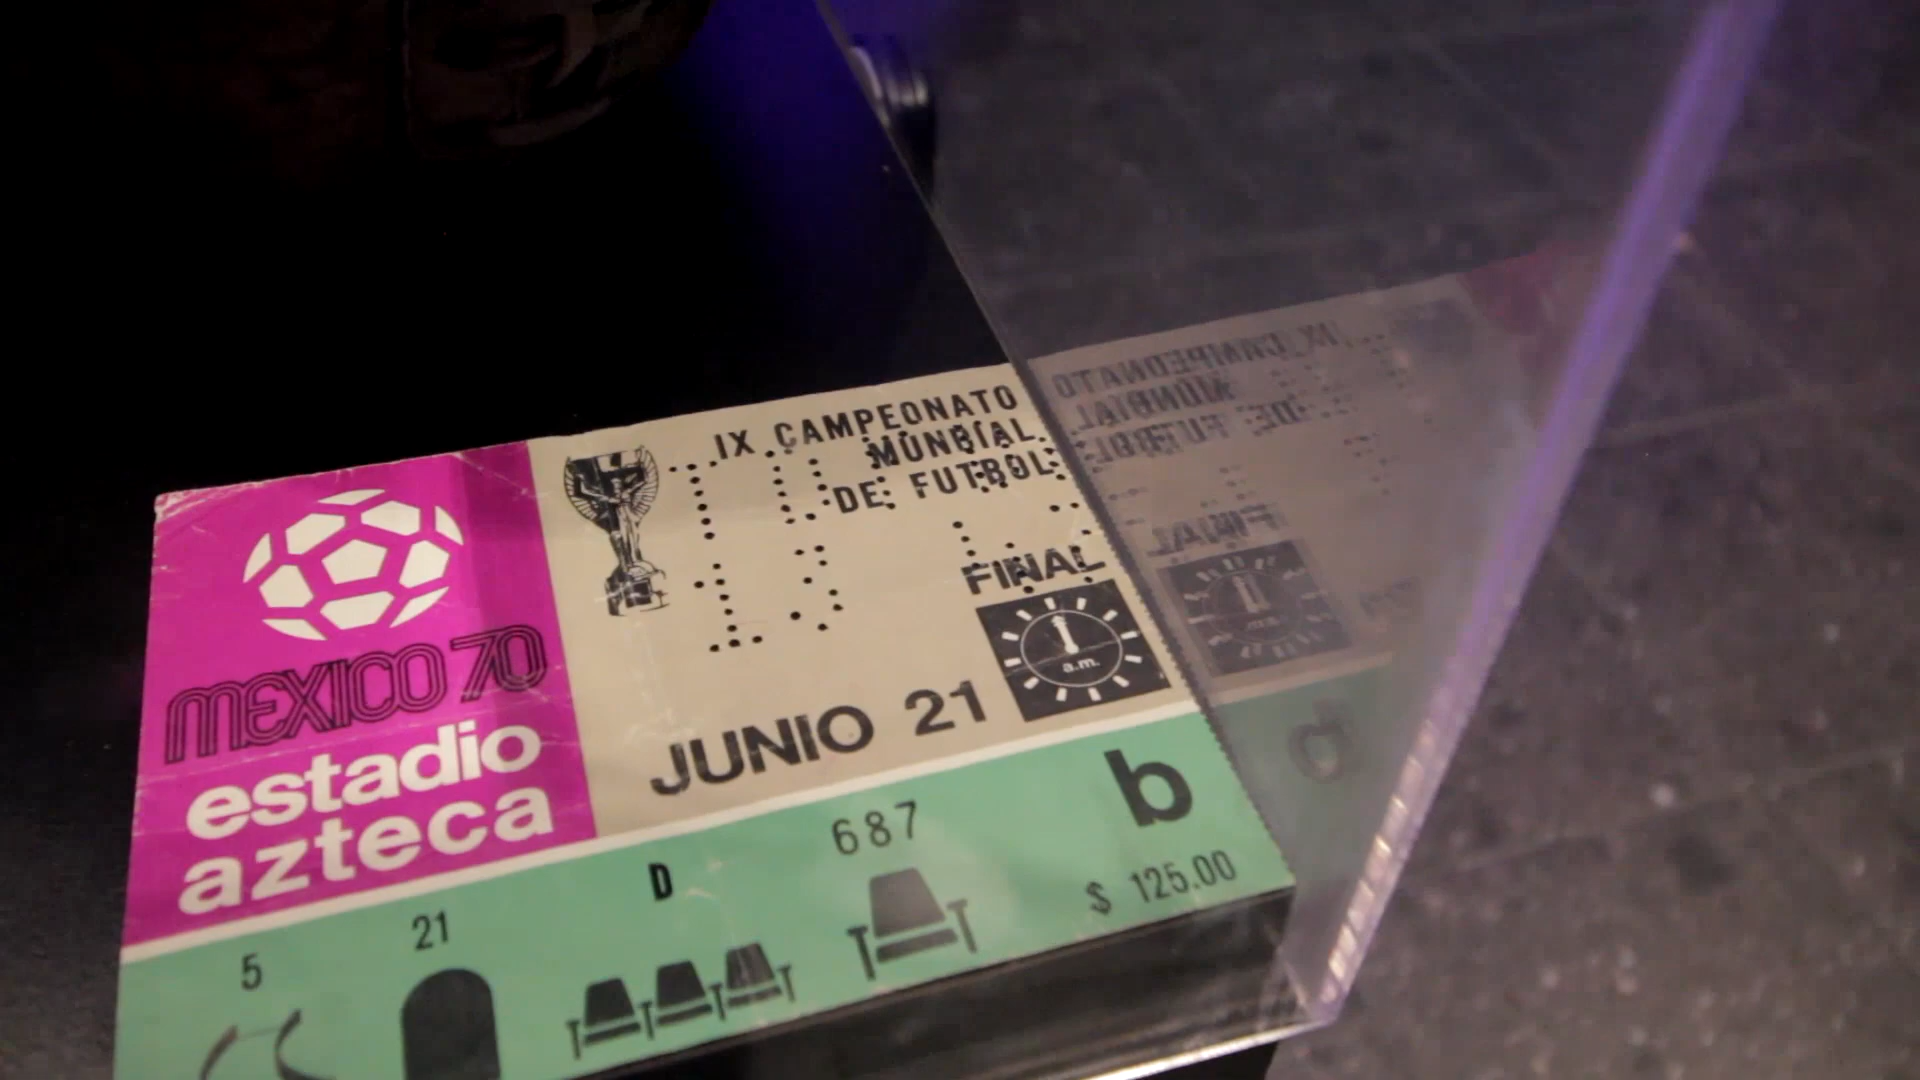 IX CAMPEONATO
MUNDIAL
DE FUTBOL
FINAL
a.m.
MEXICO 70
estadio
azteca
JUNIO 21
b
$ 125.00
5
21
D
687